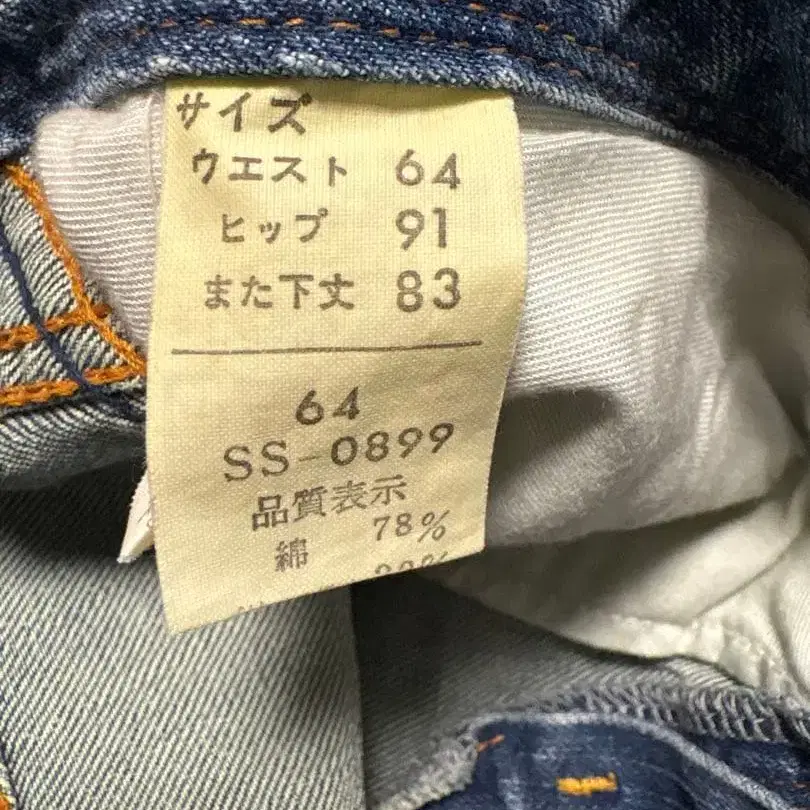 サイズ
ウエスト 64
ヒップ 91
また下丈 83
64
SS-0899
品質表示
綿 78%